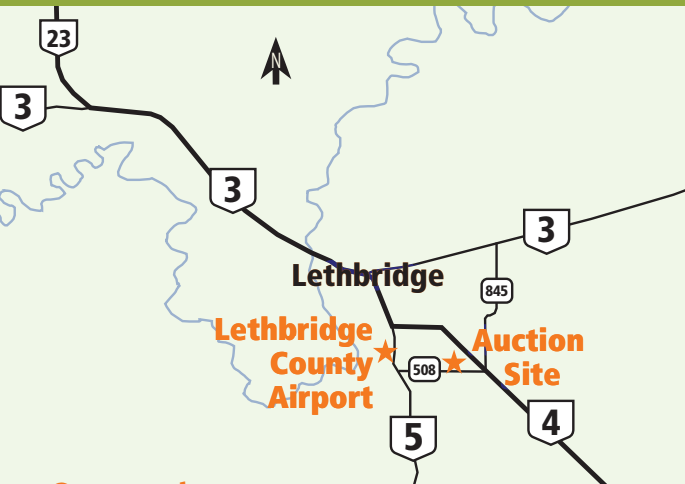 23
N
3
3
3
Lethbridge
845
Lethbridge
County
Airport
Auction
Site
508
4
5